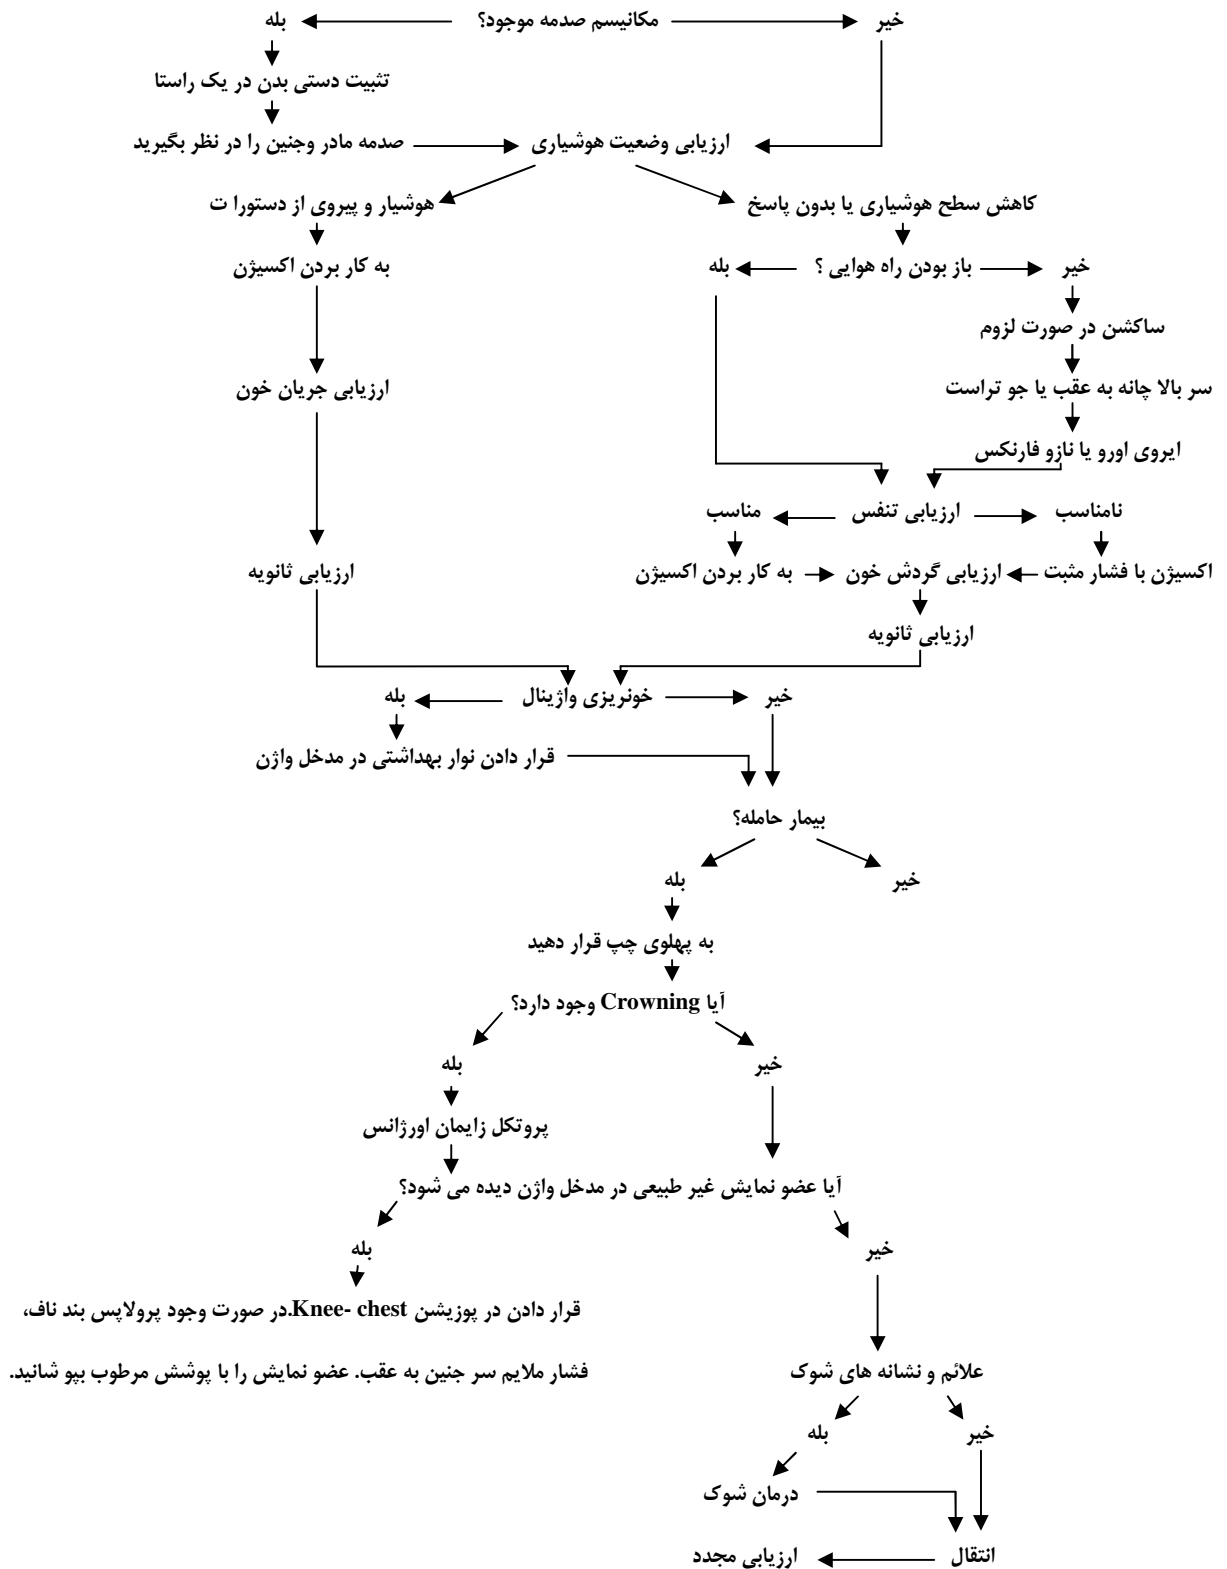 خیر مکانیسم صدمه موجود؟ بله
تثبیت دستی بدن در یک راستا
ارزیابی وضعیت هوشیاری صدمه مادر وجنین را در نظر بگیرید
کاهش سطح هوشیاری یا بدون پاسخ هوشیار و پیروی از دستورا ت
خیر باز بودن راه هوایی ؟ بله به کار بردن اکسیژن
ساکشن در صورت لزوم
سر بالا چانه به عقب یا جو تراست ارزیابی جریان خون
ایروی اورو یا نازو فارنکس
نامناسب ارزیابی تنفس مناسب
اکسیژن با فشار مثبت ارزیابی گردش خون به کار بردن اکسیژن ارزیابی ثانویه
ارزیابی ثانویه
خیر خونریزی واژینال بله
قرار دادن نوار بهداشتی در مدخل واژن
بیمار حامله؟
خیر بله
به پهلوی چپ قرار دهید
آیا Crowning وجود دارد؟
خیر بله
پروتکل زایمان اورژانس
آیا عضو نمایش غیر طبیعی در مدخل واژن دیده می شود؟
خیر بله
قرار دادن در پوزیشن Knee- chest.در صورت وجود پرولاپس بند ناف،
علائم و نشانه های شوک فشار ملایم سر جنین به عقب. عضو نمایش را با پوشش مرطوب بپو شانید.
خیر بله
درمان شوک
انتقال ارزیابی مجدد